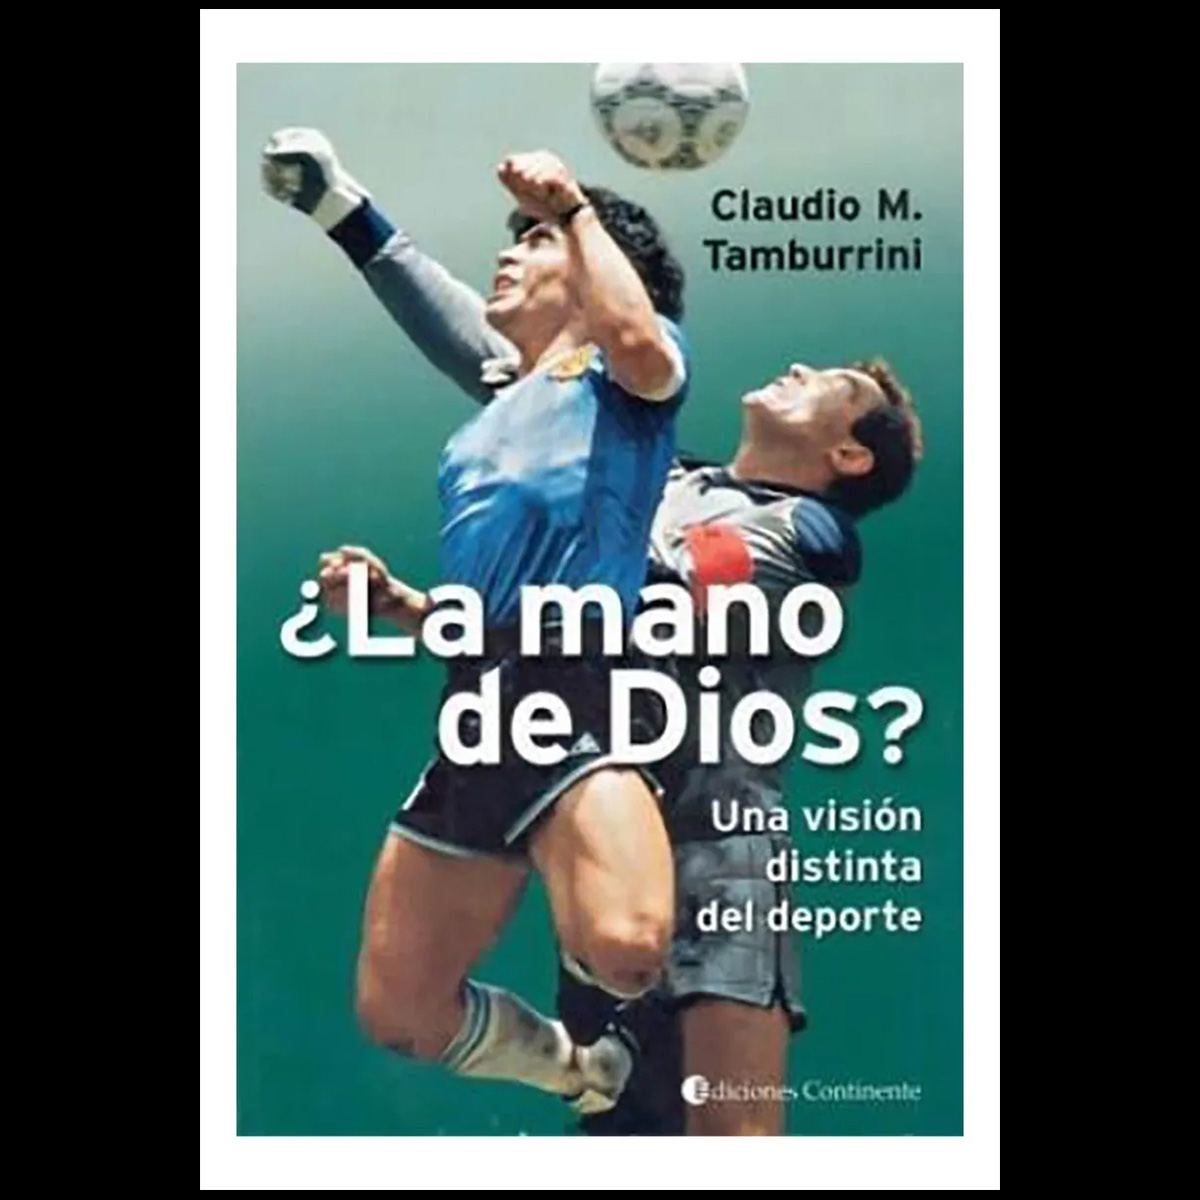 Claudio M.
Tamburrini
¿La mano
de Dios?
Una visión
distinta
del deporte
Ediciones Continente